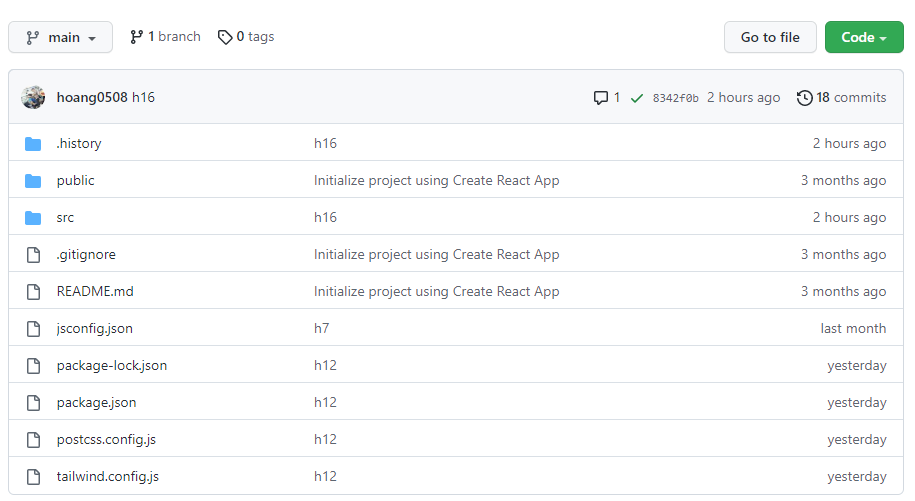 main 1 branch 0 tags Go to file Code
hoang0508 h16 1 8342f0b 2 hours ago 18 commits
.history h16 2 hours ago
public Initialize project using Create React App 3 months ago
src h16 2 hours ago
.gitignore Initialize project using Create React App 3 months ago
README.md Initialize project using Create React App 3 months ago
jsconfig.json h7 last month
package-lock.json h12 yesterday
package.json h12 yesterday
postcss.config.js h12 yesterday
tailwind.config.js h12 yesterday